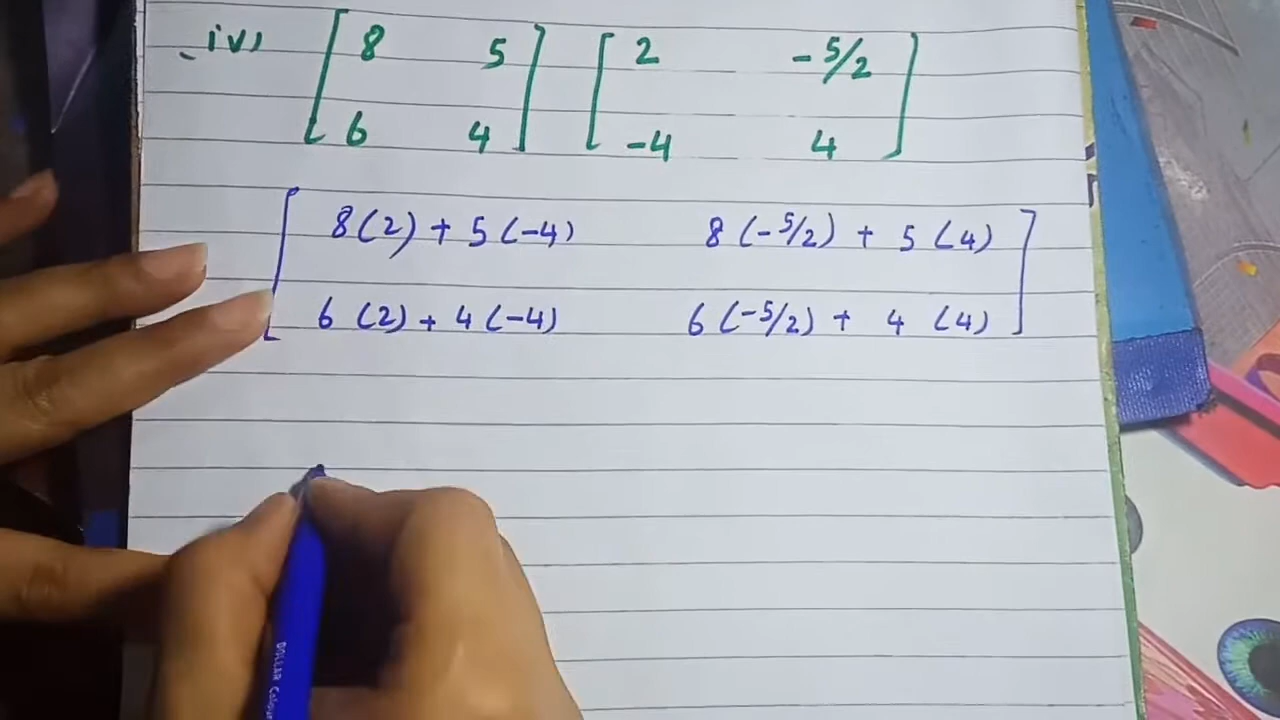 iv) [ 8 5 ] [ 2 -5/2 ]
[ 6 4 ] [ -4 4 ]
[ 8(2) + 5(-4) 8(-5/2) + 5(4) ]
[ 6(2) + 4(-4) 6(-5/2) + 4(4) ]
DOLLAR